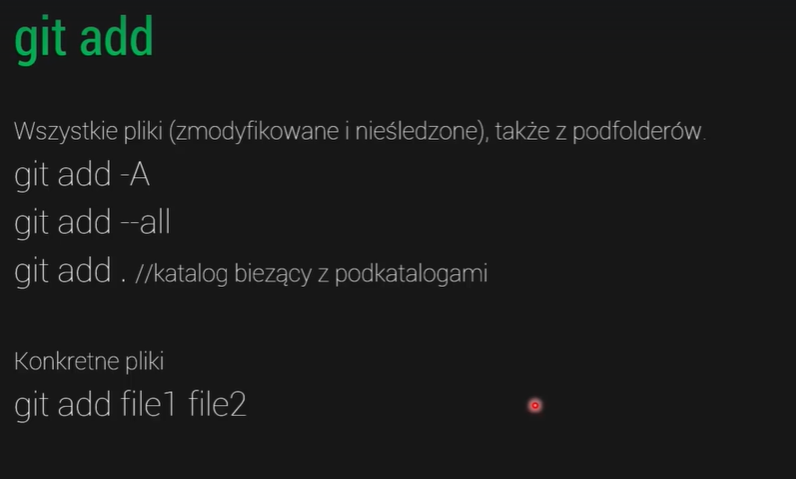 git add
Wszystkie pliki (zmodyfikowane i nieśledzone), także z podfolderów.
git add -A
git add --all
git add . //katalog biezący z podkatalogami
Konkretne pliki
git add file1 file2